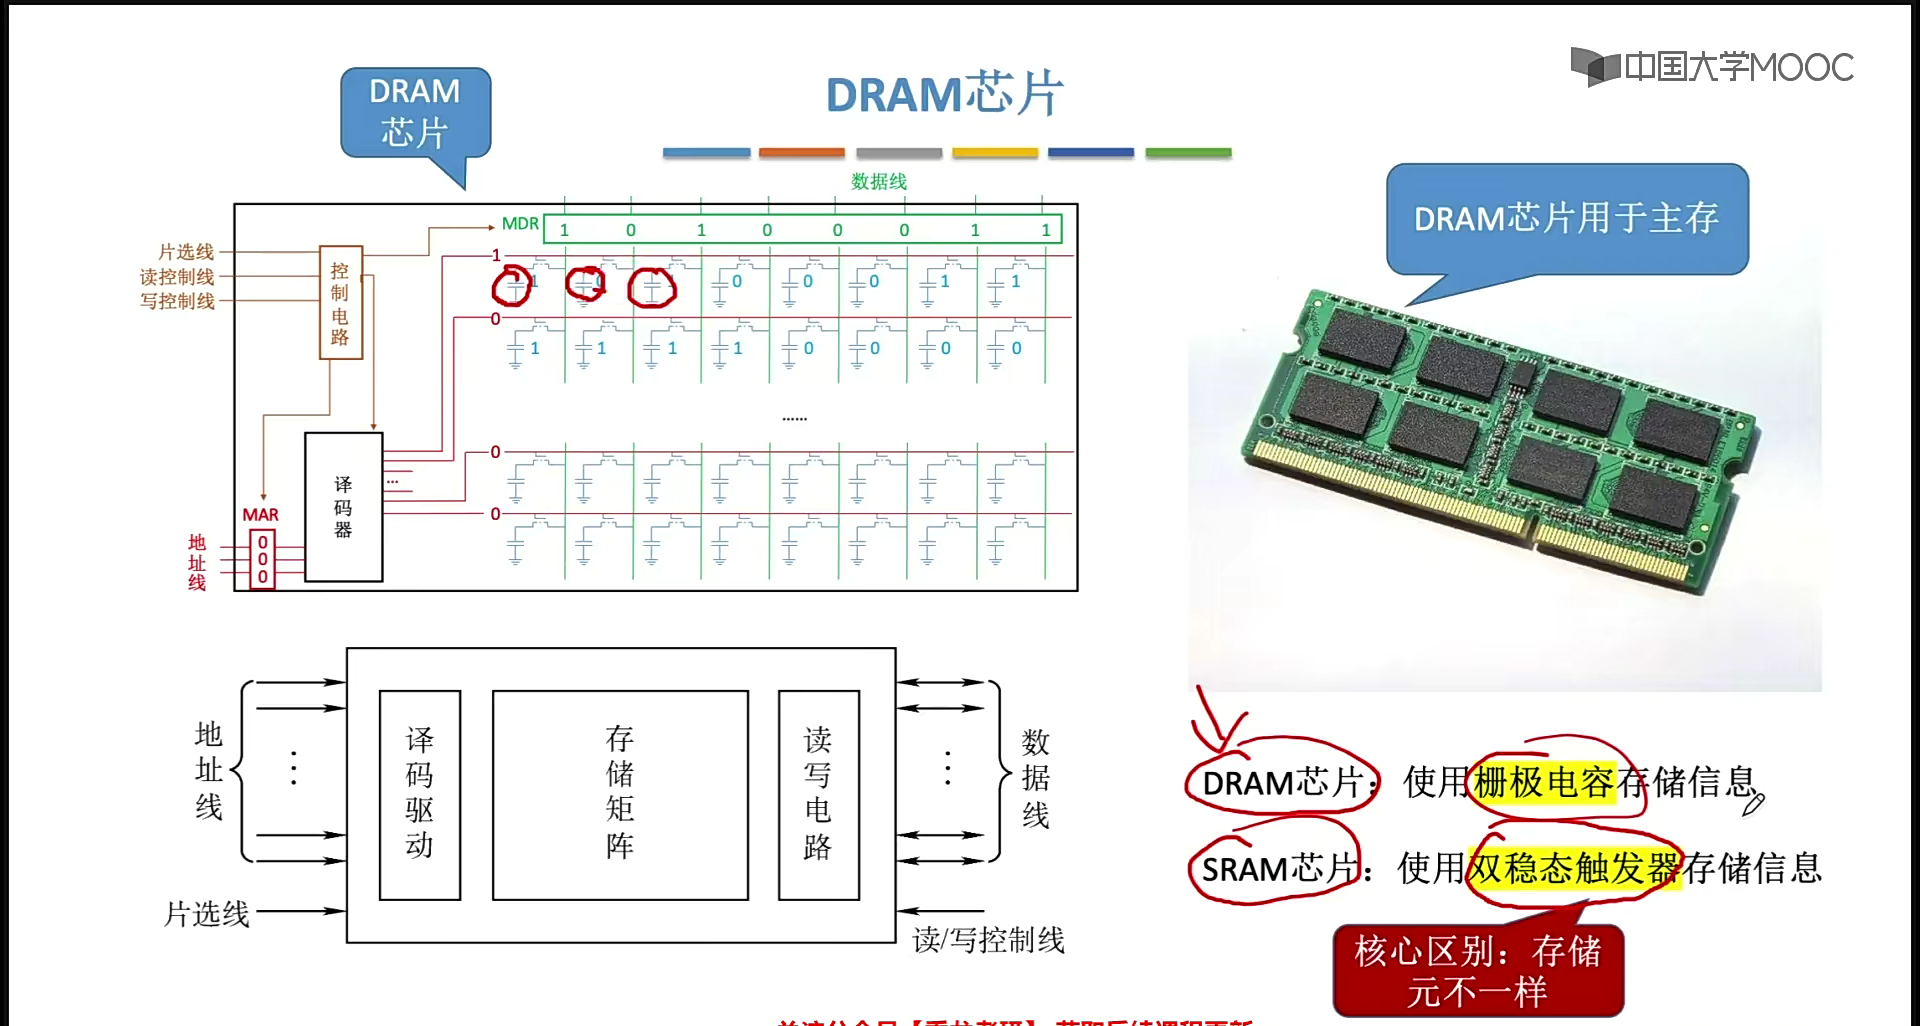 中国大学MOOC
DRAM芯片
DRAM
芯片
数据线
DRAM芯片用于主存
MDR 1 0 1 0 0 0 1 1
片选线
读控制线
写控制线
控制电路
1
1 0 0 0 1 1
0
1 1 1 1 0 0 0 0
......
0
0
...
译码器
MAR
地址线
0
0
0
地址线
译码驱动
存储矩阵
读写电路
数据线
片选线
读/写控制线
DRAM芯片：使用栅极电容存储信息
SRAM芯片：使用双稳态触发器存储信息
核心区别：存储
元不一样